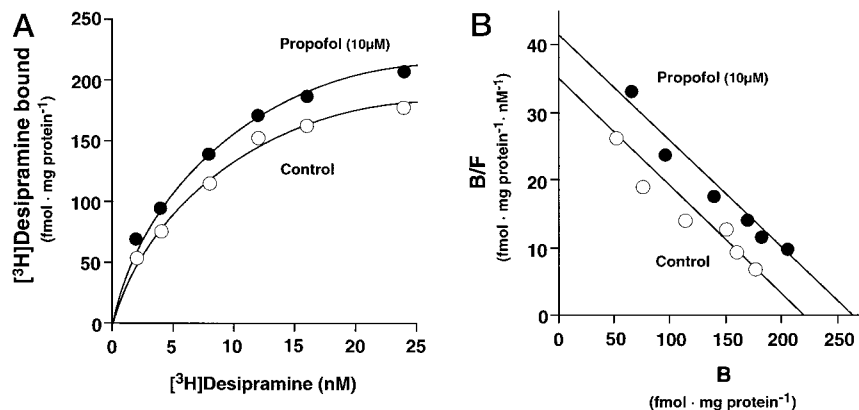 A
[³H]Desipramine bound
(fmol · mg protein⁻¹)
250
200
150
100
50
0
Propofol (10µM)
Control
0
5
10
15
20
25
[³H]Desipramine (nM)
B
B/F
(fmol · mg protein⁻¹· nM⁻¹)
40
30
20
10
0
Propofol (10µM)
Control
0
50
100
150
200
250
B
(fmol · mg protein⁻¹)